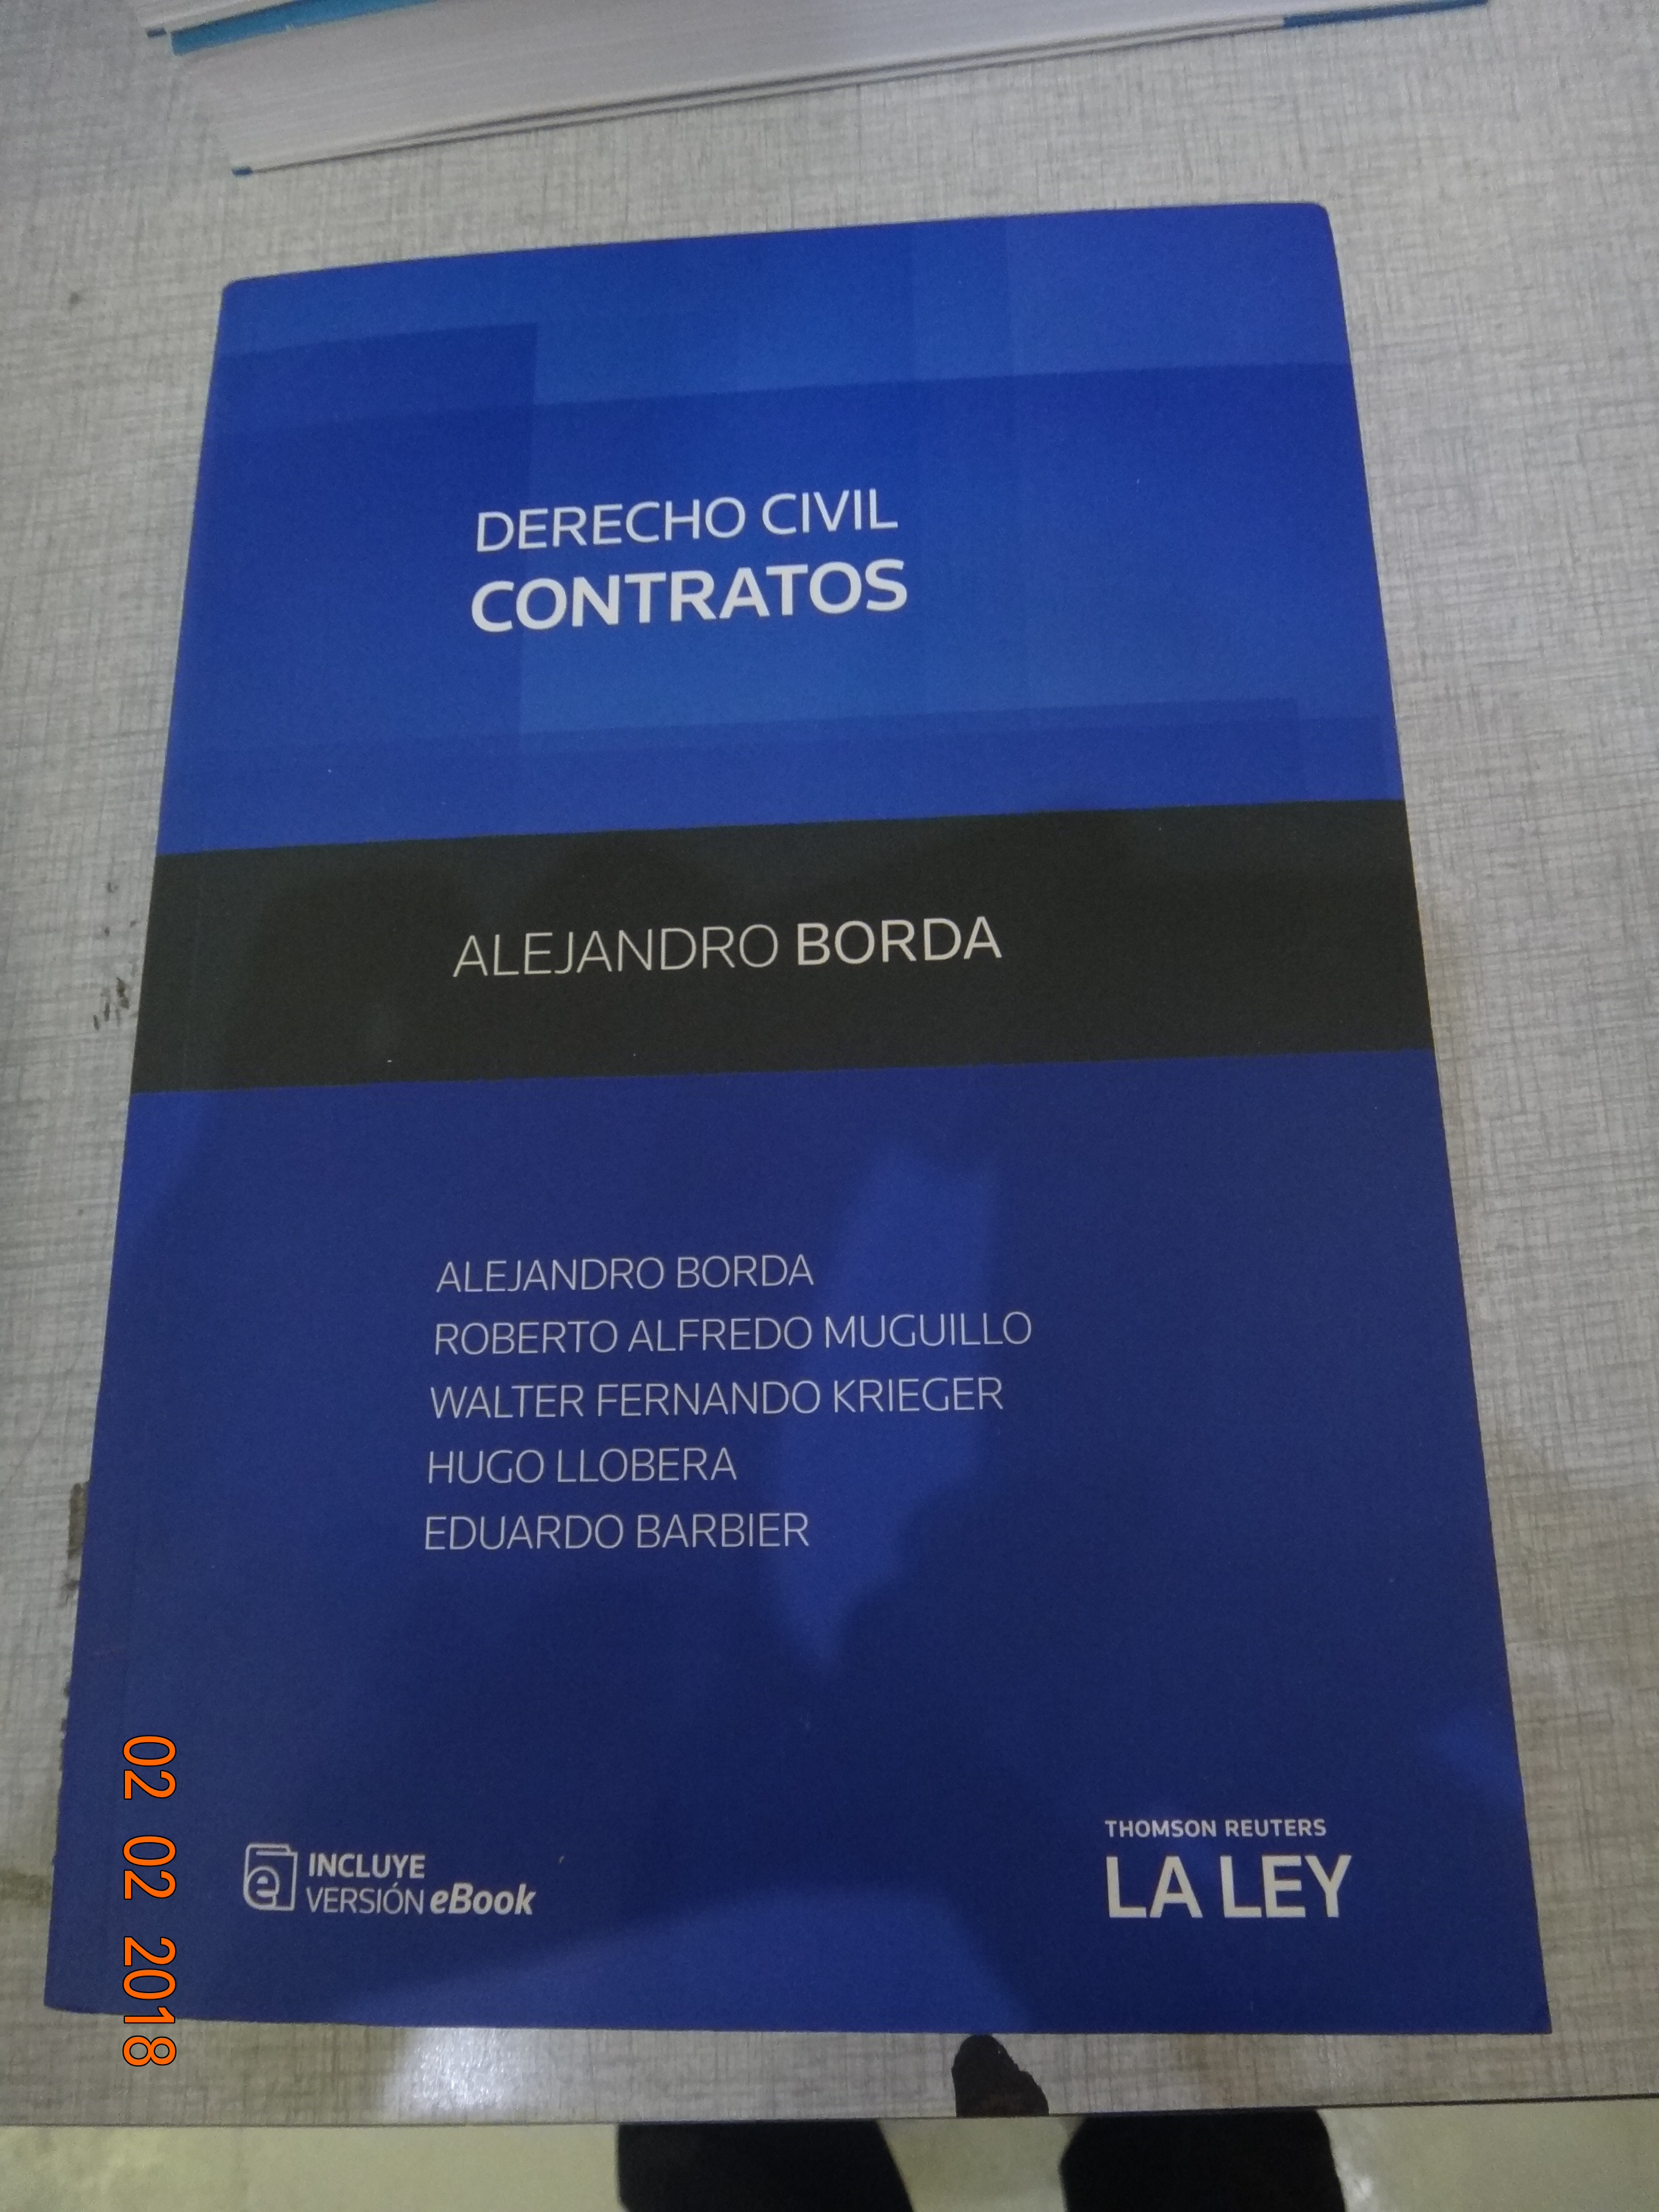 DERECHO CIVIL
CONTRATOS
ALEJANDRO BORDA
ALEJANDRO BORDA
ROBERTO ALFREDO MUGUILLO
WALTER FERNANDO KRIEGER
HUGO LLOBERA
EDUARDO BARBIER
INCLUYE
VERSIÓN eBook
THOMSON REUTERS
LA LEY
02 02 2018